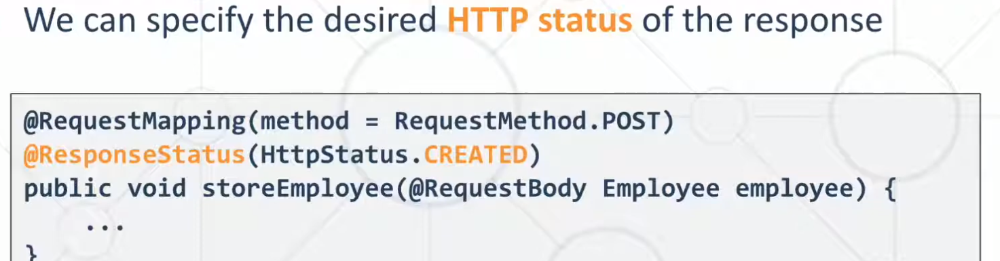 We can specify the desired HTTP status of the response
@RequestMapping(method = RequestMethod.POST)
@ResponseStatus(HttpStatus.CREATED)
public void storeEmployee(@RequestBody Employee employee) {
...
}